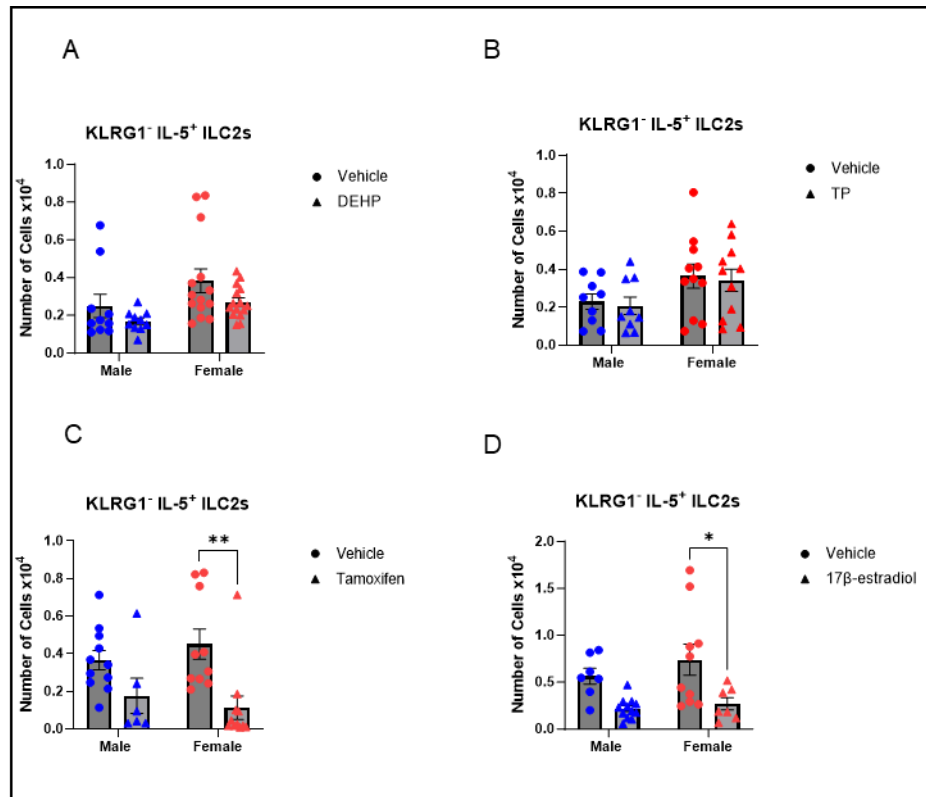 A
KLRG1⁻ IL-5⁺ ILC2s
Number of Cells x10⁴
1.0
0.8
0.6
0.4
0.2
0.0
Male
Female
Vehicle
DEHP
B
KLRG1⁻ IL-5⁺ ILC2s
Number of Cells x10⁴
1.0
0.8
0.6
0.4
0.2
0.0
Male
Female
Vehicle
TP
C
KLRG1⁻ IL-5⁺ ILC2s
Number of Cells x10⁴
1.0
0.8
0.6
0.4
0.2
0.0
**
Male
Female
Vehicle
Tamoxifen
D
KLRG1⁻ IL-5⁺ ILC2s
Number of Cells x10⁴
2.0
1.5
1.0
0.5
0.0
*
Male
Female
Vehicle
17β-estradiol